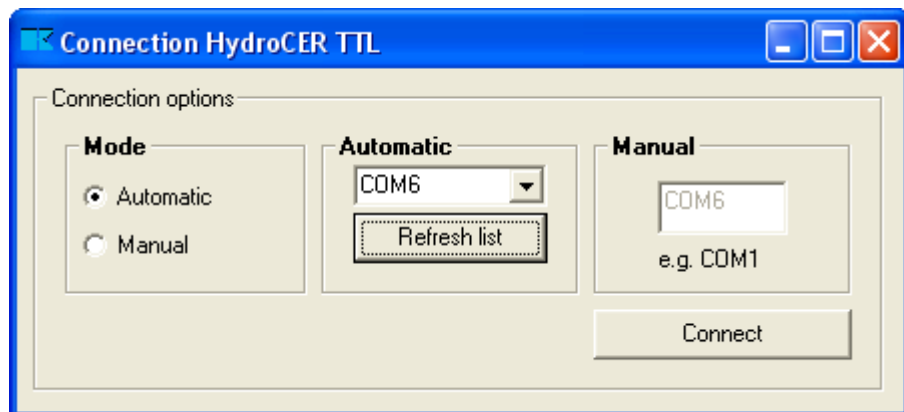 Connection HydroCER TTL
Connection options
Mode
Automatic
Manual
Automatic
COM6
Refresh list
Manual
COM6
e.g. COM1
Connect